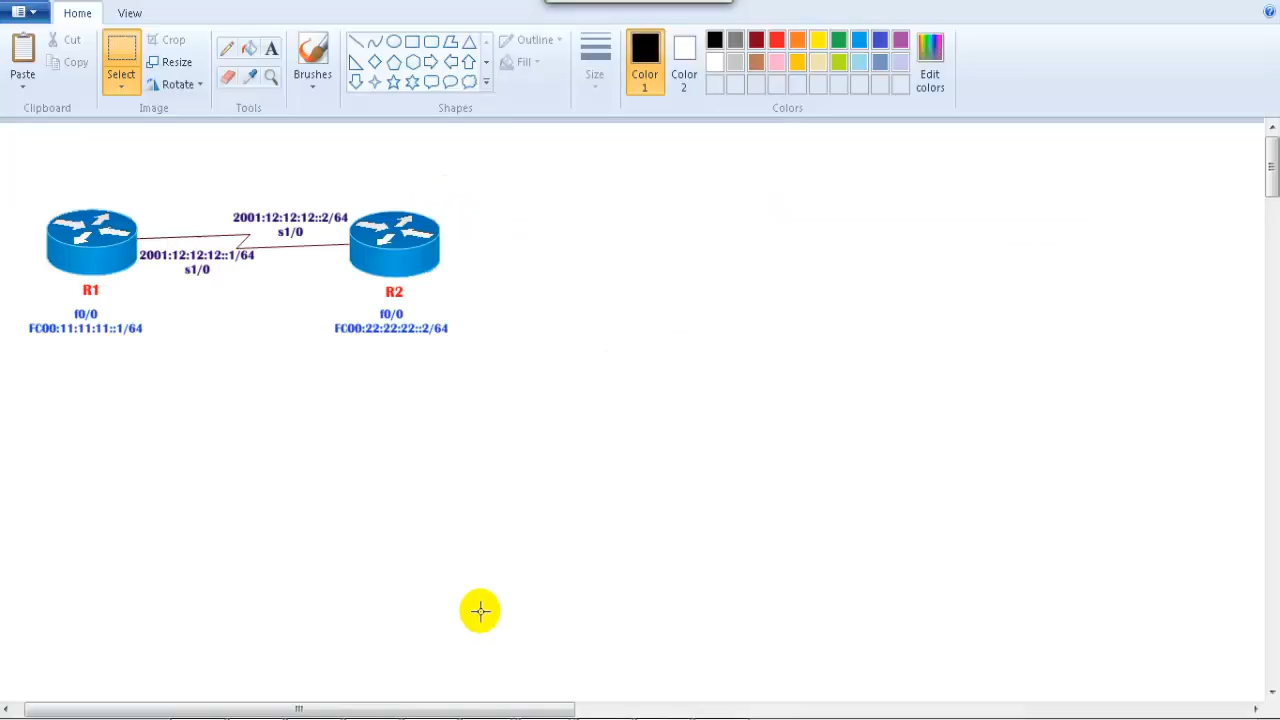 Home
View
Paste
Cut
Copy
Clipboard
Select
Crop
Resize
Rotate
Image
Tools
Brushes
Shapes
Outline
Fill
Size
Color
1
Color
2
Edit
colors
Colors
2001:12:12:12::2/64
s1/0
2001:12:12:12::1/64
s1/0
R1
f0/0
FC00:11:11:11::1/64
R2
f0/0
FC00:22:22:22::2/64